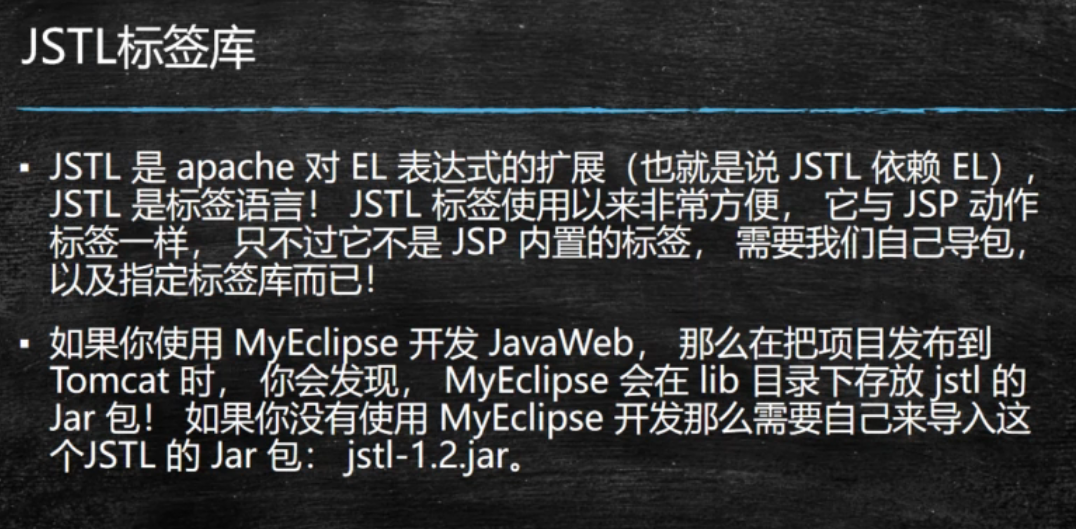 JSTL标签库
▪ JSTL 是 apache 对 EL 表达式的扩展（也就是说 JSTL 依赖 EL），
JSTL 是标签语言！ JSTL 标签使用以来非常方便， 它与 JSP 动作
标签一样， 只不过它不是 JSP 内置的标签， 需要我们自己导包，
以及指定标签库而已！
▪ 如果你使用 MyEclipse 开发 JavaWeb， 那么在把项目发布到
Tomcat 时， 你会发现， MyEclipse 会在 lib 目录下存放 jstl 的
Jar 包！ 如果你没有使用 MyEclipse 开发那么需要自己来导入这
个JSTL 的 Jar 包： jstl-1.2.jar。